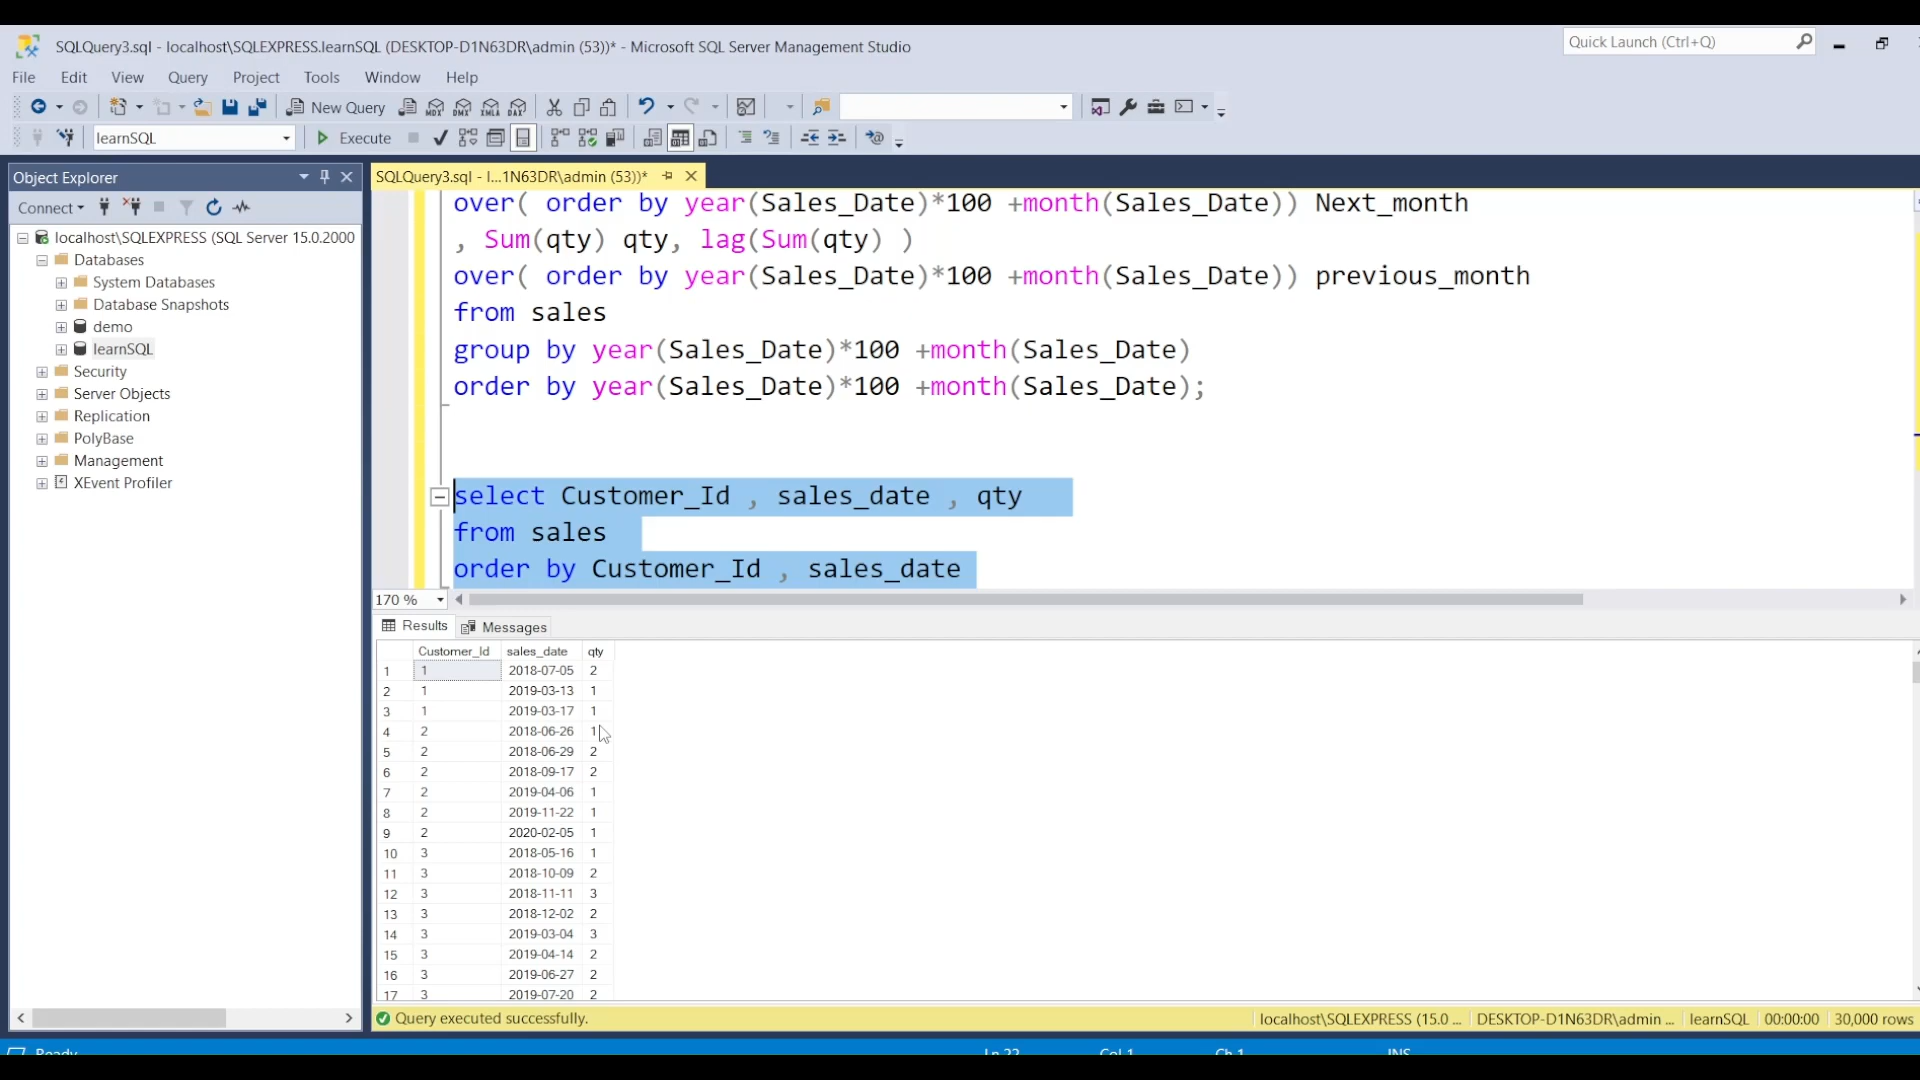 SQLQuery3.sql - localhost\SQLEXPRESS.learnSQL (DESKTOP-D1N63DR\admin (53))* - Microsoft SQL Server Management Studio
Quick Launch (Ctrl+Q)
File Edit View Query Project Tools Window Help
New Query MDX DMX XMLA DAX
learnSQL Execute
Object Explorer
Connect
localhost\SQLEXPRESS (SQL Server 15.0.2000
Databases
System Databases
Database Snapshots
demo
learnSQL
Security
Server Objects
Replication
PolyBase
Management
XEvent Profiler
SQLQuery3.sql - l...1N63DR\admin (53))*
over( order by year(Sales_Date)*100 +month(Sales_Date)) Next_month
, Sum(qty) qty, lag(Sum(qty) )
over( order by year(Sales_Date)*100 +month(Sales_Date)) previous_month
from sales
group by year(Sales_Date)*100 +month(Sales_Date)
order by year(Sales_Date)*100 +month(Sales_Date);
select Customer_Id , sales_date , qty
from sales
order by Customer_Id , sales_date
170 %
Results Messages
Customer_Id sales_date qty
1 1 2018-07-05 2
2 1 2019-03-13 1
3 1 2019-03-17 1
4 2 2018-06-26 1
5 2 2018-06-29 2
6 2 2018-09-17 2
7 2 2019-04-06 1
8 2 2019-11-22 1
9 2 2020-02-05 1
10 3 2018-05-16 1
11 3 2018-10-09 2
12 3 2018-11-11 3
13 3 2018-12-02 2
14 3 2019-03-04 3
15 3 2019-04-14 2
16 3 2019-06-27 2
17 3 2019-07-20 2
Query executed successfully. localhost\SQLEXPRESS (15.0 ... DESKTOP-D1N63DR\admin ... learnSQL 00:00:00 30,000 rows
Ready Ln 22 Col 1 Ch 1 INS